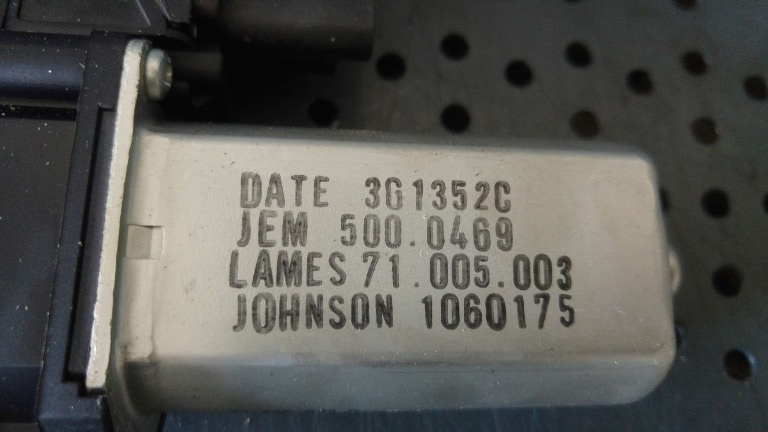 DATE 3G1352C
JEM 500.0469
LAMES 71.005.003
JOHNSON 1060175